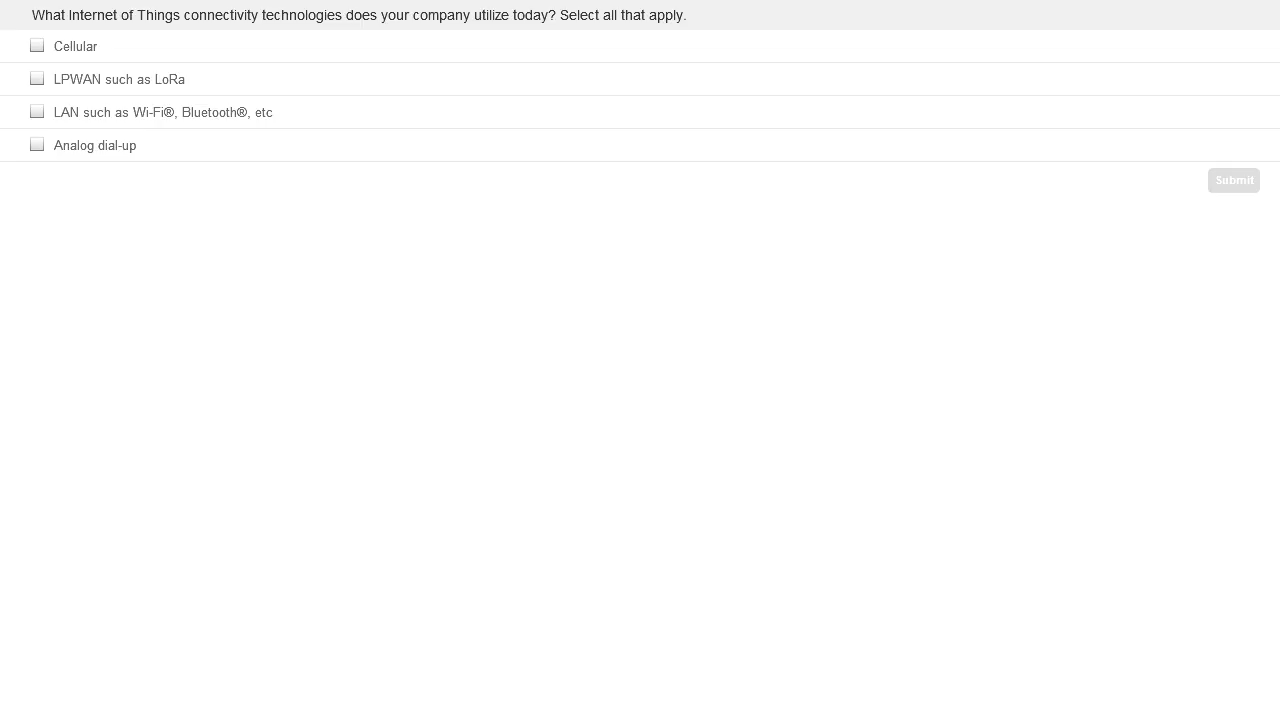 What Internet of Things connectivity technologies does your company utilize today? Select all that apply.
Cellular
LPWAN such as LoRa
LAN such as Wi-Fi®, Bluetooth®, etc
Analog dial-up
Submit